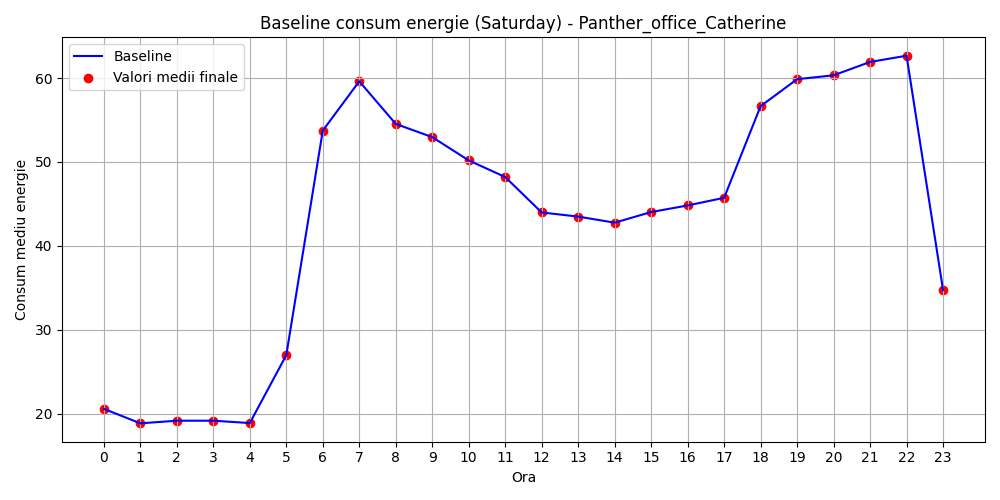 Baseline consum energie (Saturday) - Panther_office_Catherine
Baseline
Valori medii finale
Consum mediu energie
60
50
40
30
20
0 1 2 3 4 5 6 7 8 9 10 11 12 13 14 15 16 17 18 19 20 21 22 23
Ora